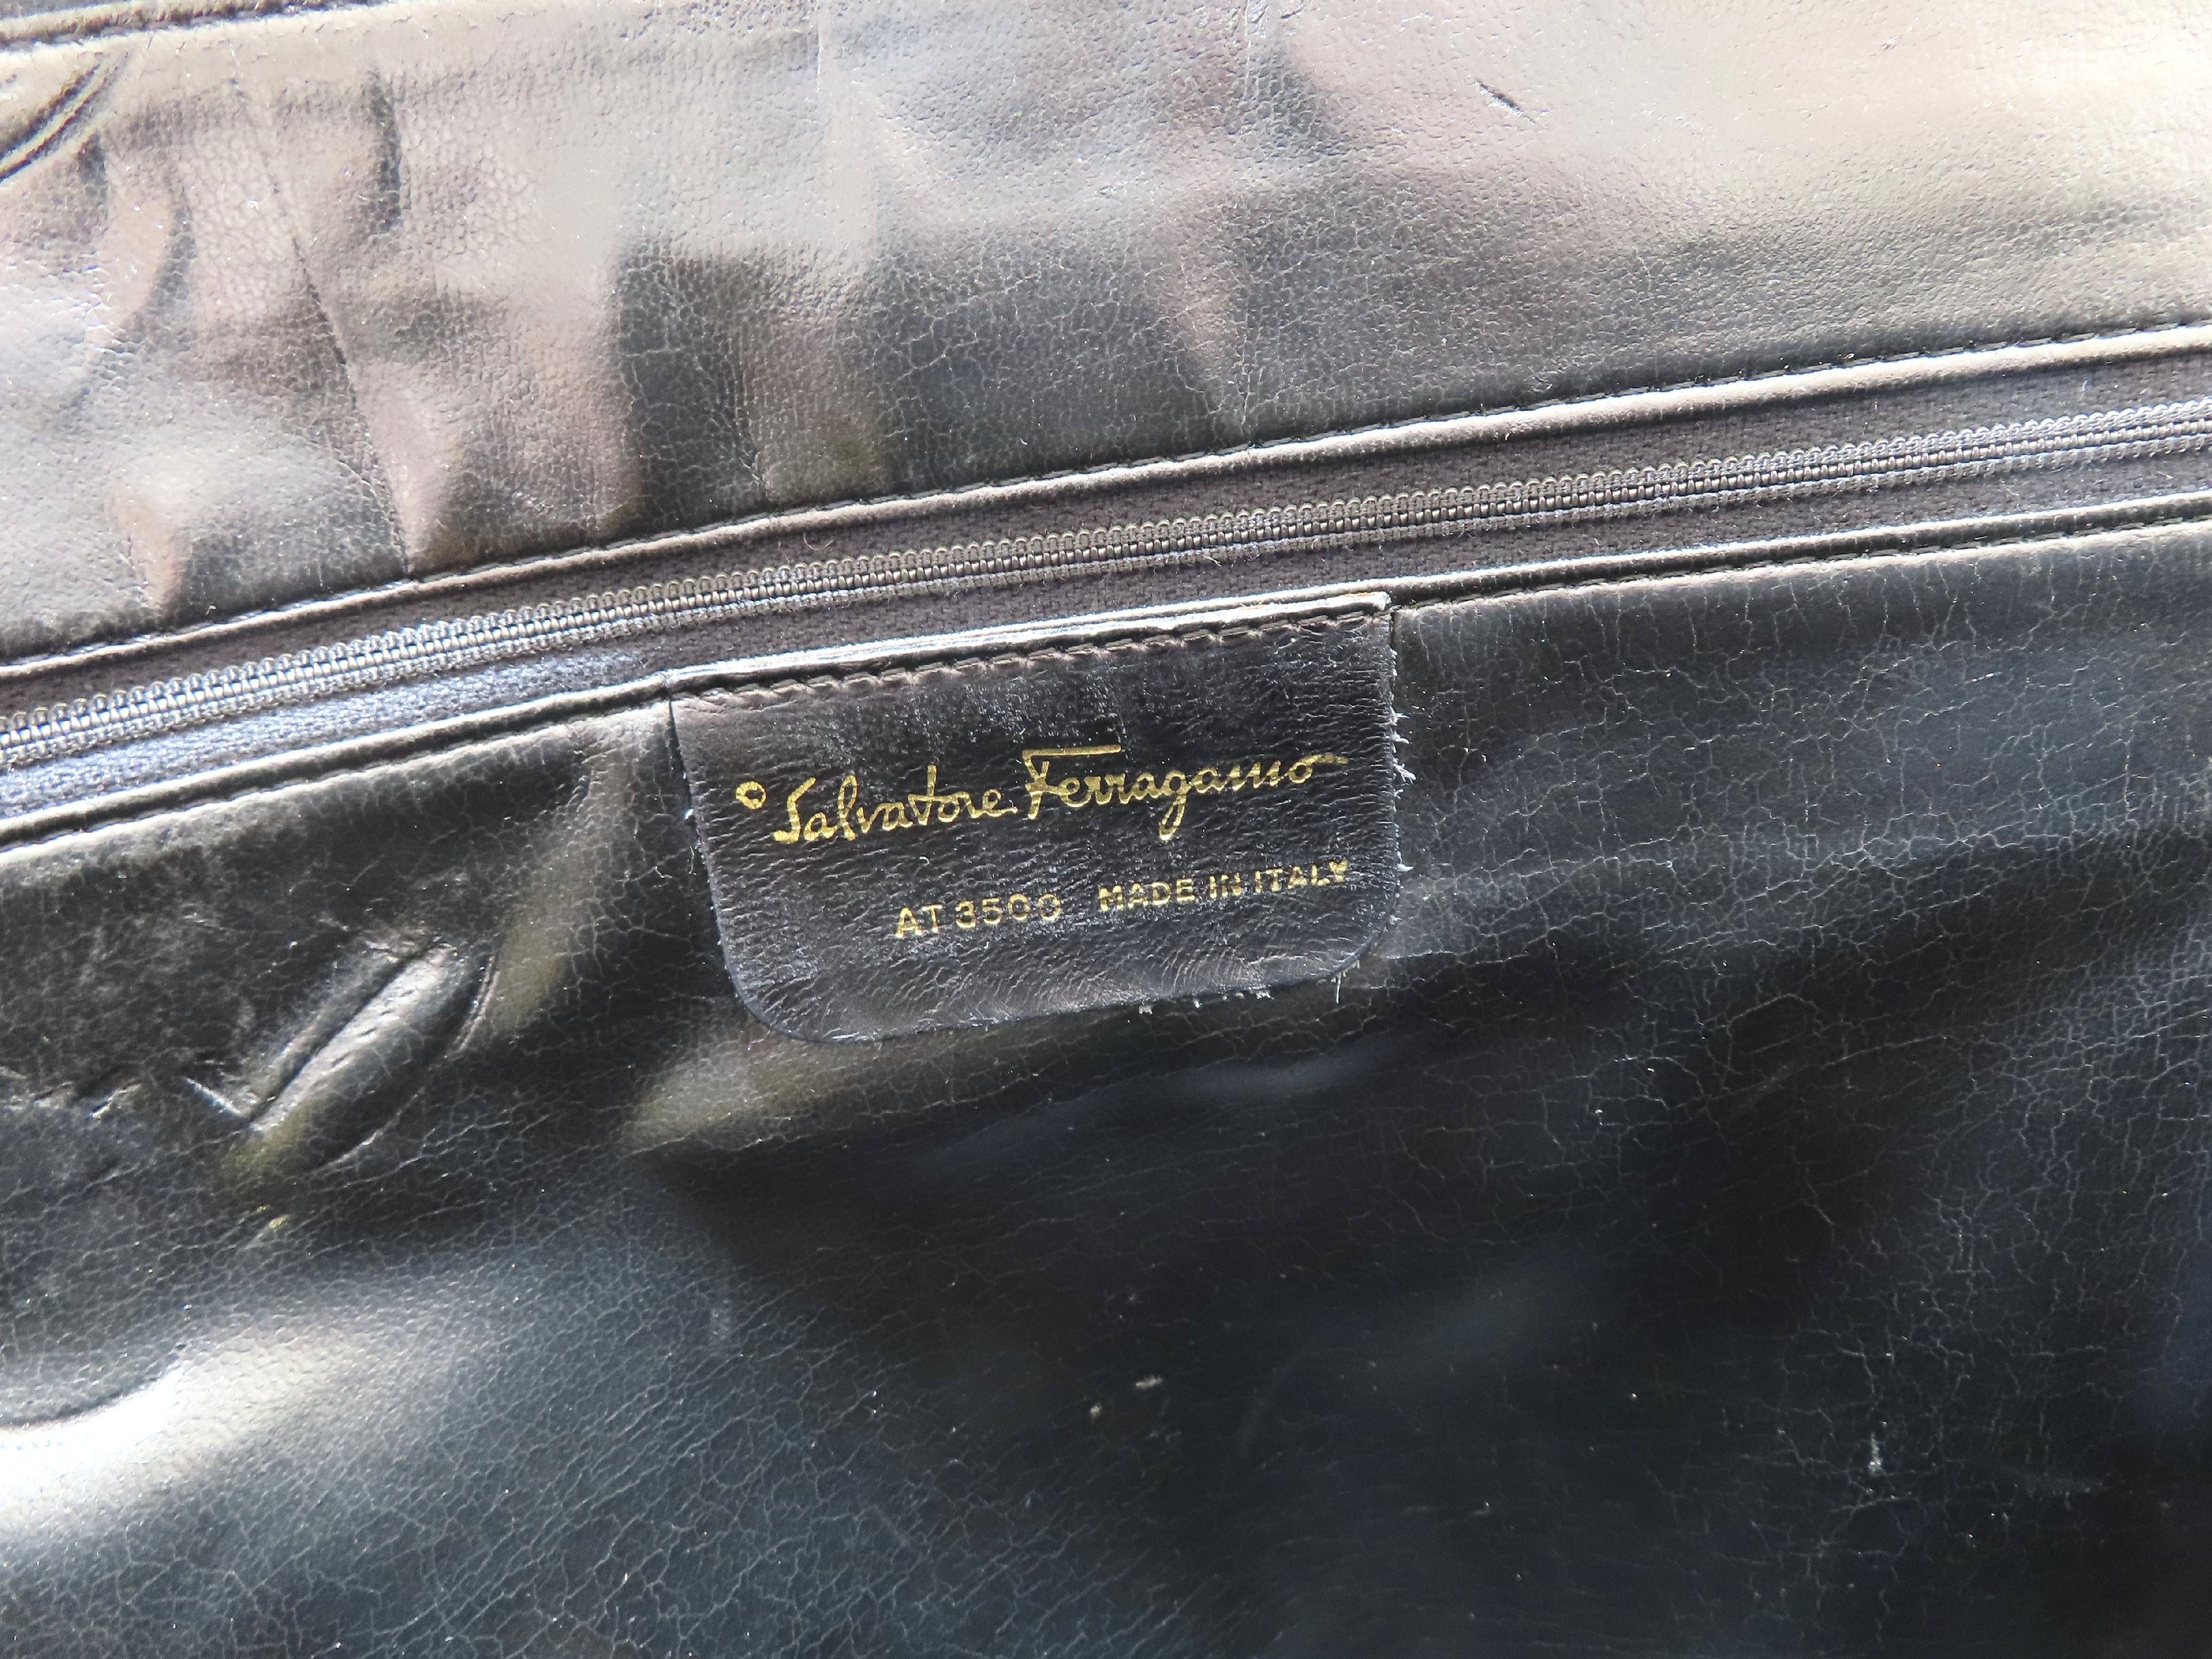 Salvatore Ferragamo
AT 3500 MADE IN ITALY